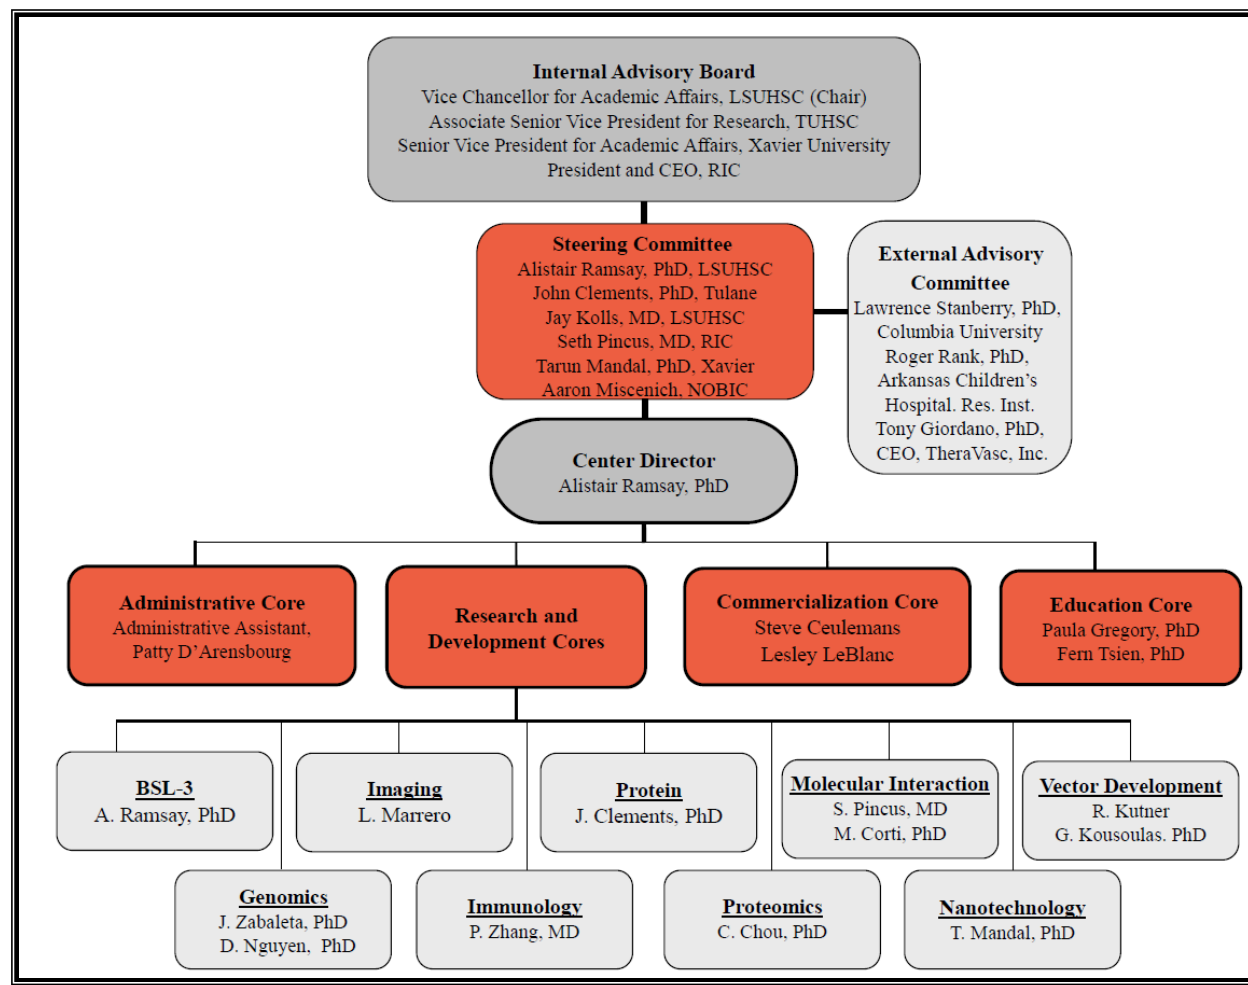 Internal Advisory Board
Vice Chancellor for Academic Affairs, LSUHSC (Chair)
Associate Senior Vice President for Research, TUHSC
Senior Vice President for Academic Affairs, Xavier University
President and CEO, RIC
Steering Committee
Alistair Ramsay, PhD, LSUHSC
John Clements, PhD, Tulane
Jay Kolls, MD, LSUHSC
Seth Pincus, MD, RIC
Tarun Mandal, PhD, Xavier
Aaron Miscenich, NOBIC
External Advisory
Committee
Lawrence Stanberry, PhD,
Columbia University
Roger Rank, PhD,
Arkansas Children’s
Hospital. Res. Inst.
Tony Giordano, PhD,
CEO, TheraVasc, Inc.
Center Director
Alistair Ramsay, PhD
Administrative Core
Administrative Assistant,
Patty D’Arensbourg
Research and
Development Cores
Commercialization Core
Steve Ceulemans
Lesley LeBlanc
Education Core
Paula Gregory, PhD
Fern Tsien, PhD
BSL-3
A. Ramsay, PhD
Imaging
L. Marrero
Protein
J. Clements, PhD
Molecular Interaction
S. Pincus, MD
M. Corti, PhD
Vector Development
R. Kutner
G. Kousoulas. PhD
Genomics
J. Zabaleta, PhD
D. Nguyen, PhD
Immunology
P. Zhang, MD
Proteomics
C. Chou, PhD
Nanotechnology
T. Mandal, PhD